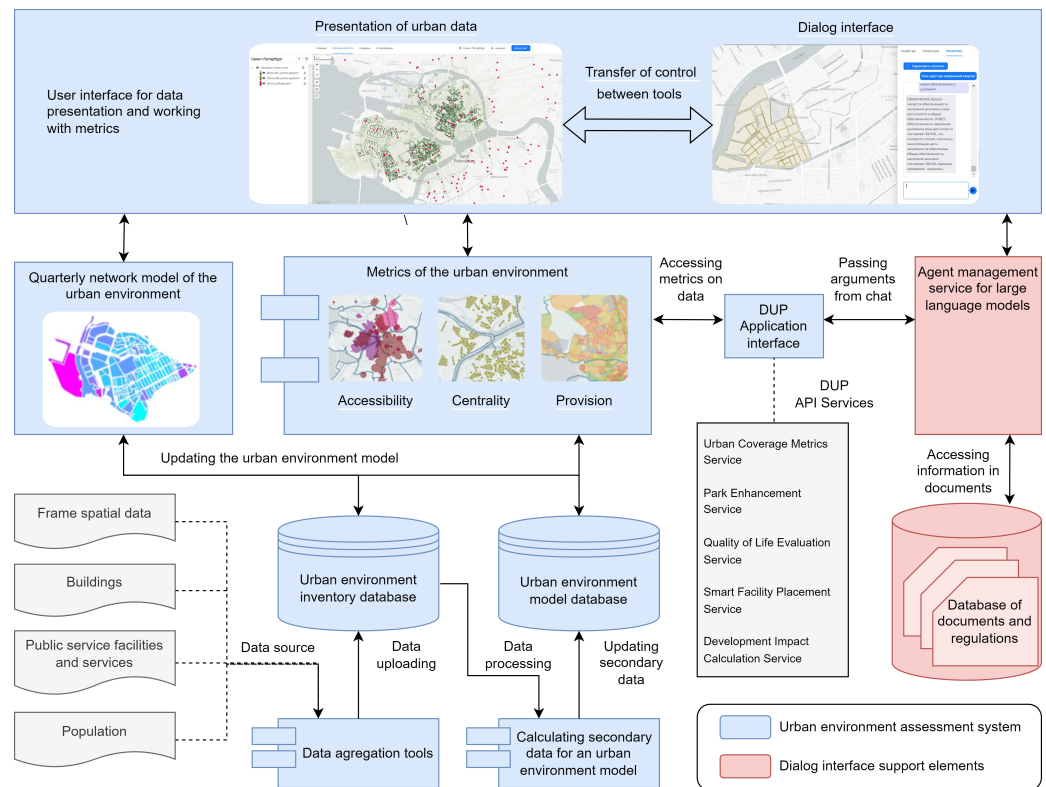 Presentation of urban data
Dialog interface
User interface for data
presentation and working
with metrics
Transfer of control
between tools
Санкт-Петербург
\
Quarterly network model of the
urban environment
Metrics of the urban environment
Accessibility
Centrality
Provision
Accessing
metrics on
data
DUP
Application
interface
Passing
arguments
from chat
Agent management
service for large
language models
DUP
API Services
Urban Coverage Metrics
Service
Park Enhancement
Service
Quality of Life Evaluation
Service
Smart Facility Placement
Service
Development Impact
Calculation Service
Accessing
information in
documents
Database of
documents and
regulations
Updating the urban environment model
Frame spatial data
Buildings
Public service facilities
and services
Population
Urban environment
inventory database
Urban environment
model database
Data source
Data
uploading
Data
processing
Updating
secondary
data
Data agregation tools
Calculating secondary
data for an urban
environment model
Urban environment assessment system
Dialog interface support elements